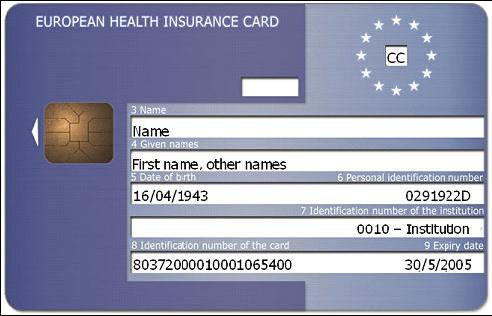 EUROPEAN HEALTH INSURANCE CARD
CC
3 Name
Name
4 Given names
First name, other names
5 Date of birth 6 Personal identification number
16/04/1943 0291922D
7 Identification number of the institution
0010 – Institution
8 Identification number of the card 9 Expiry date
80372000010001065400 30/5/2005